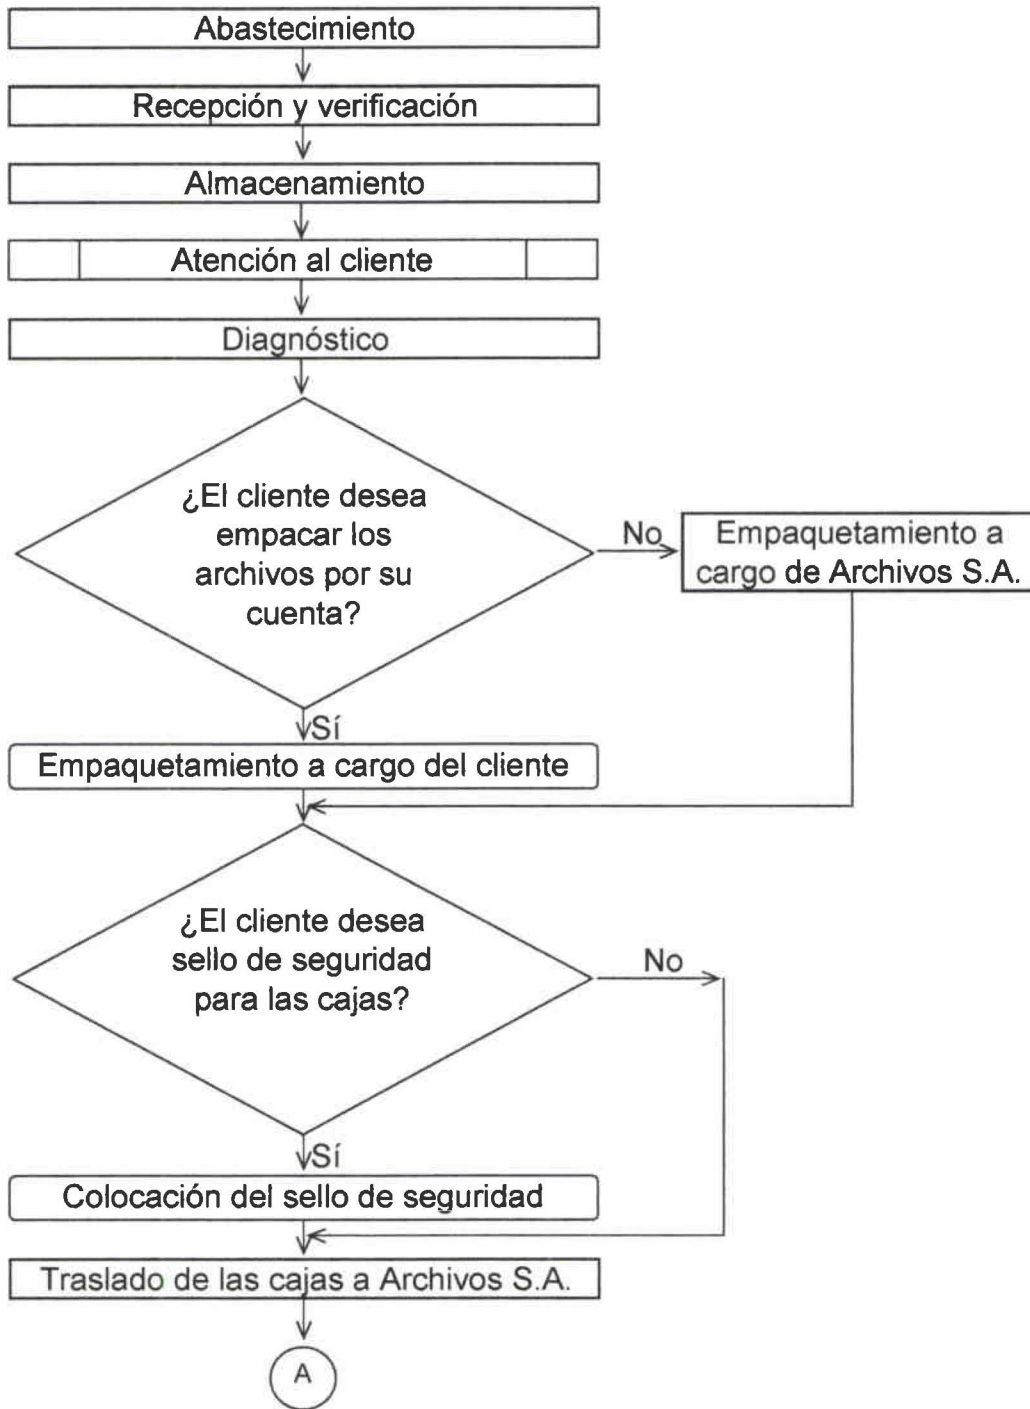 Abastecimiento
Recepción y verificación
Almacenamiento
Atención al cliente
Diagnóstico
¿El cliente desea
empacar los
archivos por su
cuenta?
No
Empaquetamiento a
cargo de Archivos S.A.
Sí
Empaquetamiento a cargo del cliente
¿El cliente desea
sello de seguridad
para las cajas?
No
Sí
Colocación del sello de seguridad
Traslado de las cajas a Archivos S.A.
A